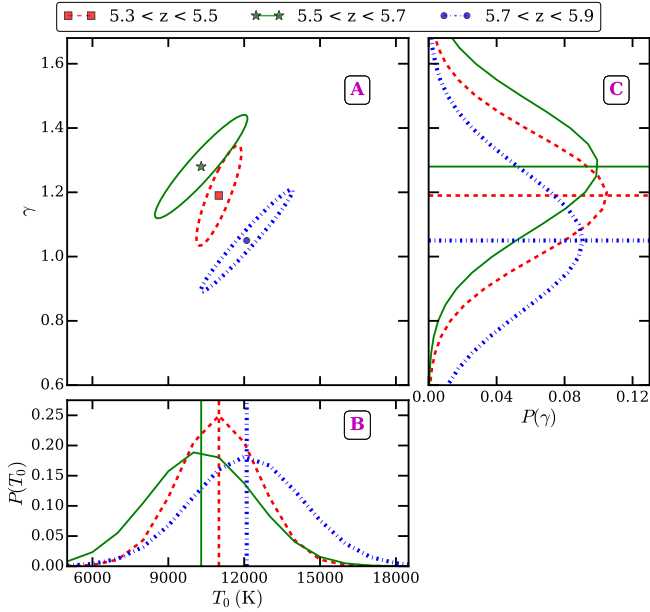 5.3 < z < 5.5 5.5 < z < 5.7 5.7 < z < 5.9
1.6
1.4
1.2
1.0
0.8
0.6
γ
A
C
0.00 0.04 0.08 0.12
P(γ)
0.25
0.20
0.15
0.10
0.05
0.00
P(T₀)
B
6000 9000 12000 15000 18000
T₀ (K)